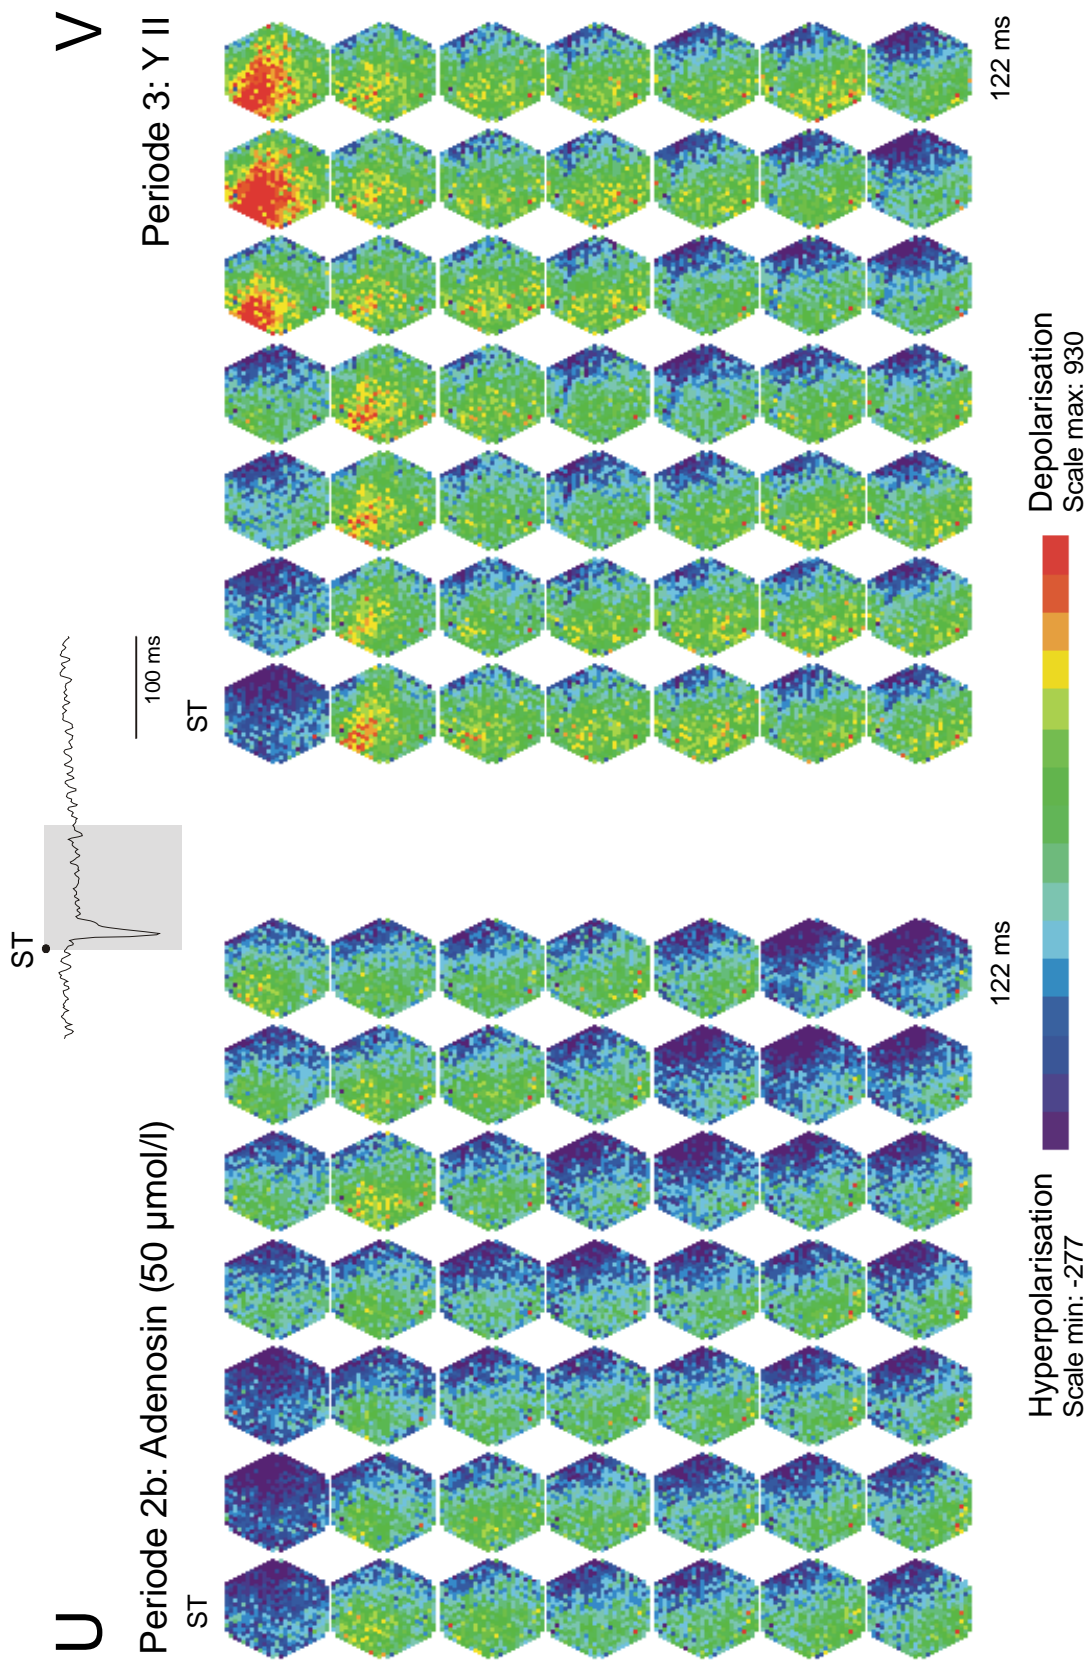 U
V
Periode 2b: Adenosin (50 µmol/l)
Periode 3: Y II
ST
100 ms
ST
ST
122 ms
122 ms
Hyperpolarisation
Scale min: -277
Depolarisation
Scale max: 930